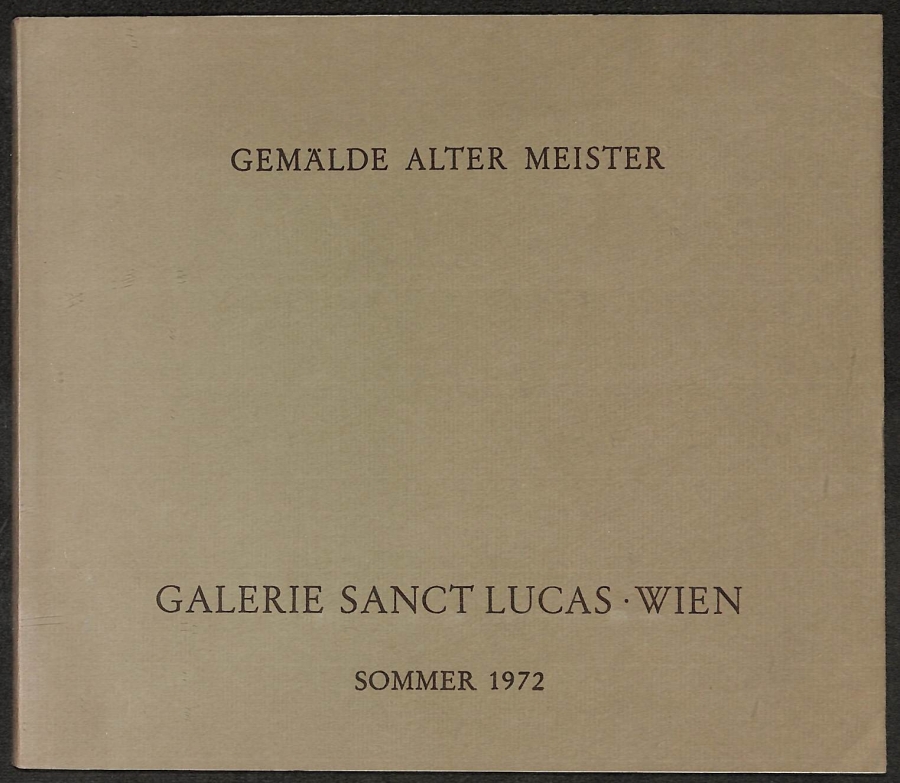 GEMÄLDE ALTER MEISTER
GALERIE SANCT LUCAS · WIEN
SOMMER 1972